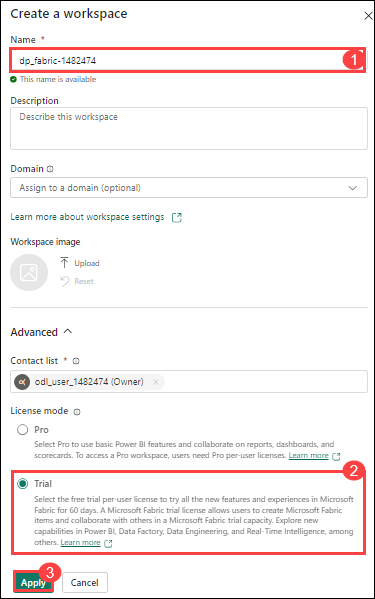 Create a workspace
Name *
dp_fabric-1482474
1
This name is available
Description
Describe this workspace
Domain
Assign to a domain (optional)
Learn more about workspace settings
Workspace image
Upload
Reset
Advanced
Contact list *
odl_user_1482474 (Owner)
License mode
Pro
Select Pro to use basic Power BI features and collaborate on reports, dashboards, and
scorecards. To access a Pro workspace, users need Pro per-user licenses. Learn more
2
Trial
Select the free trial per-user license to try all the new features and experiences in Microsoft
Fabric for 60 days. A Microsoft Fabric trial license allows users to create Microsoft Fabric
items and collaborate with others in a Microsoft Fabric trial capacity. Explore new
capabilities in Power BI, Data Factory, Data Engineering, and Real-Time Intelligence, among
others. Learn more
3
Apply
Cancel